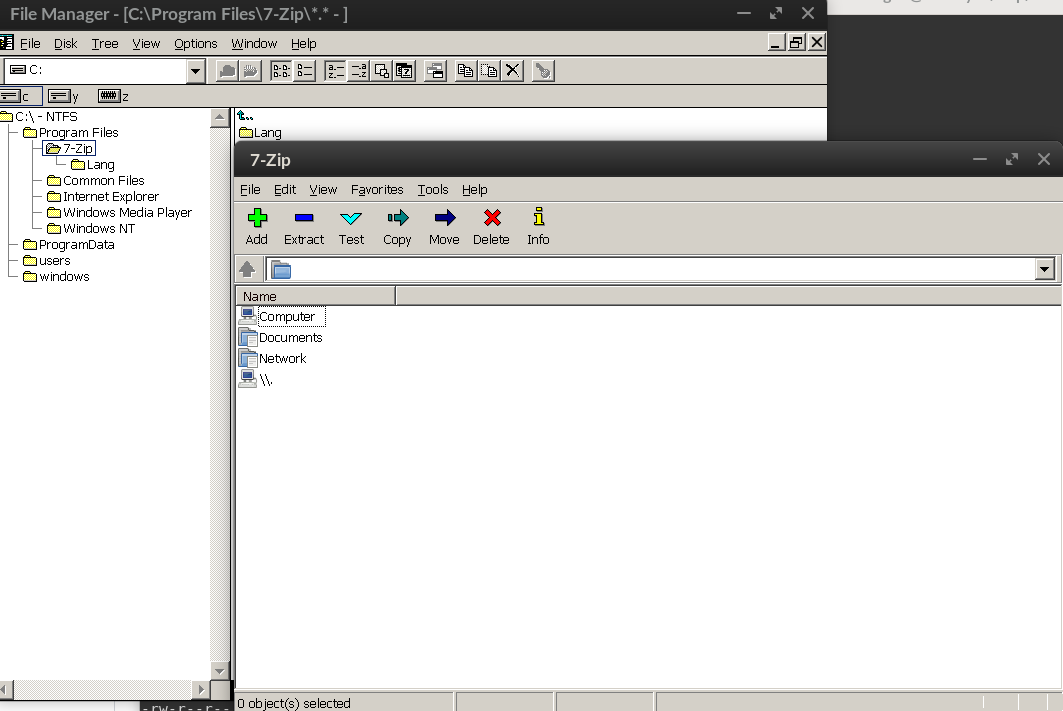 File Manager - [C:\Program Files\7-Zip\*.* - ]
File Disk Tree View Options Window Help
C:
c y z
C:\ - NTFS
Program Files
7-Zip
Lang
Common Files
Internet Explorer
Windows Media Player
Windows NT
ProgramData
users
windows
..
Lang
7-Zip
File Edit View Favorites Tools Help
Add Extract Test Copy Move Delete Info
Name
Computer
Documents
Network
\\.
0 object(s) selected
-rw-r--r--